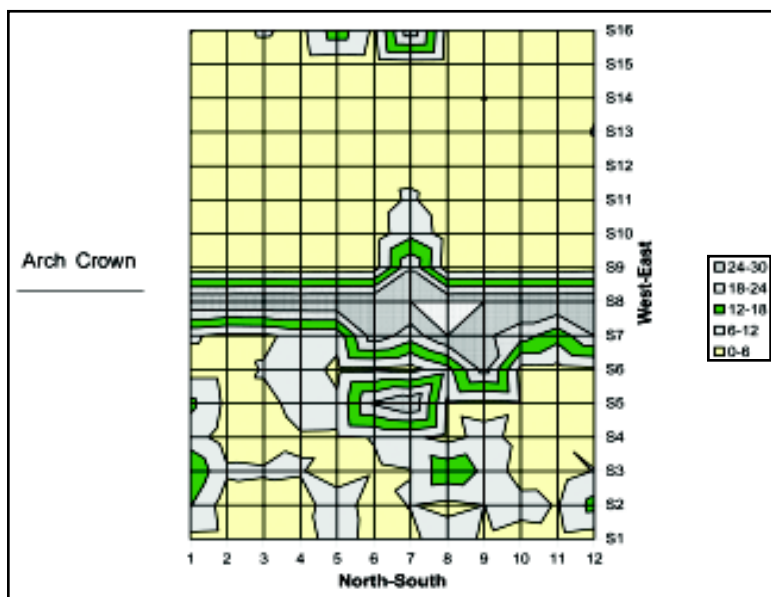 S16
S15
S14
S13
S12
S11
S10
S9
S8
S7
S6
S5
S4
S3
S2
S1
West-East
Arch Crown
24-30
18-24
12-18
6-12
0-6
1 2 3 4 5 6 7 8 9 10 11 12
North-South